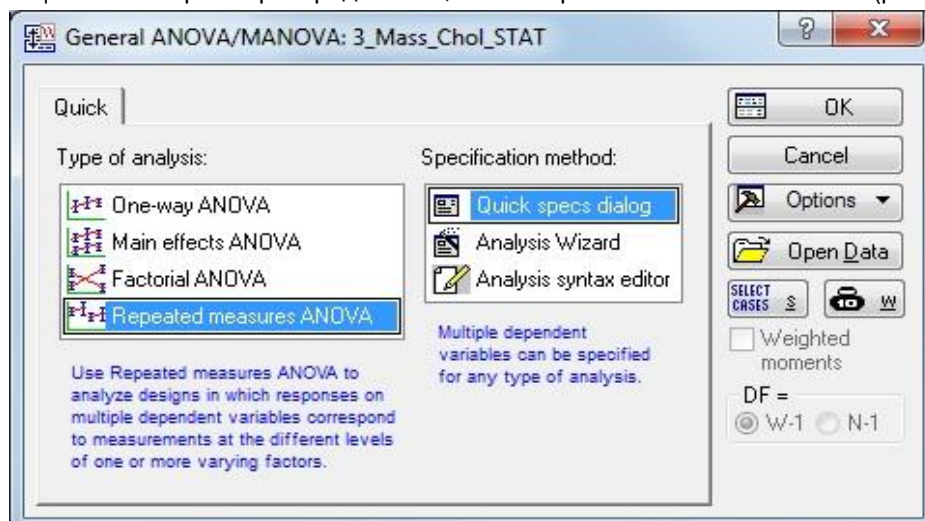 General ANOVA/MANOVA: 3_Mass_Chol_STAT
Quick
Type of analysis:
One-way ANOVA
Main effects ANOVA
Factorial ANOVA
Repeated measures ANOVA
Use Repeated measures ANOVA to
analyze designs in which responses on
multiple dependent variables correspond
to measurements at the different levels
of one or more varying factors.
Specification method:
Quick specs dialog
Analysis Wizard
Analysis syntax editor
Multiple dependent
variables can be specified
for any type of analysis.
OK
Cancel
Options
Open Data
SELECT
CASES S
W
Weighted
moments
DF =
W-1 N-1